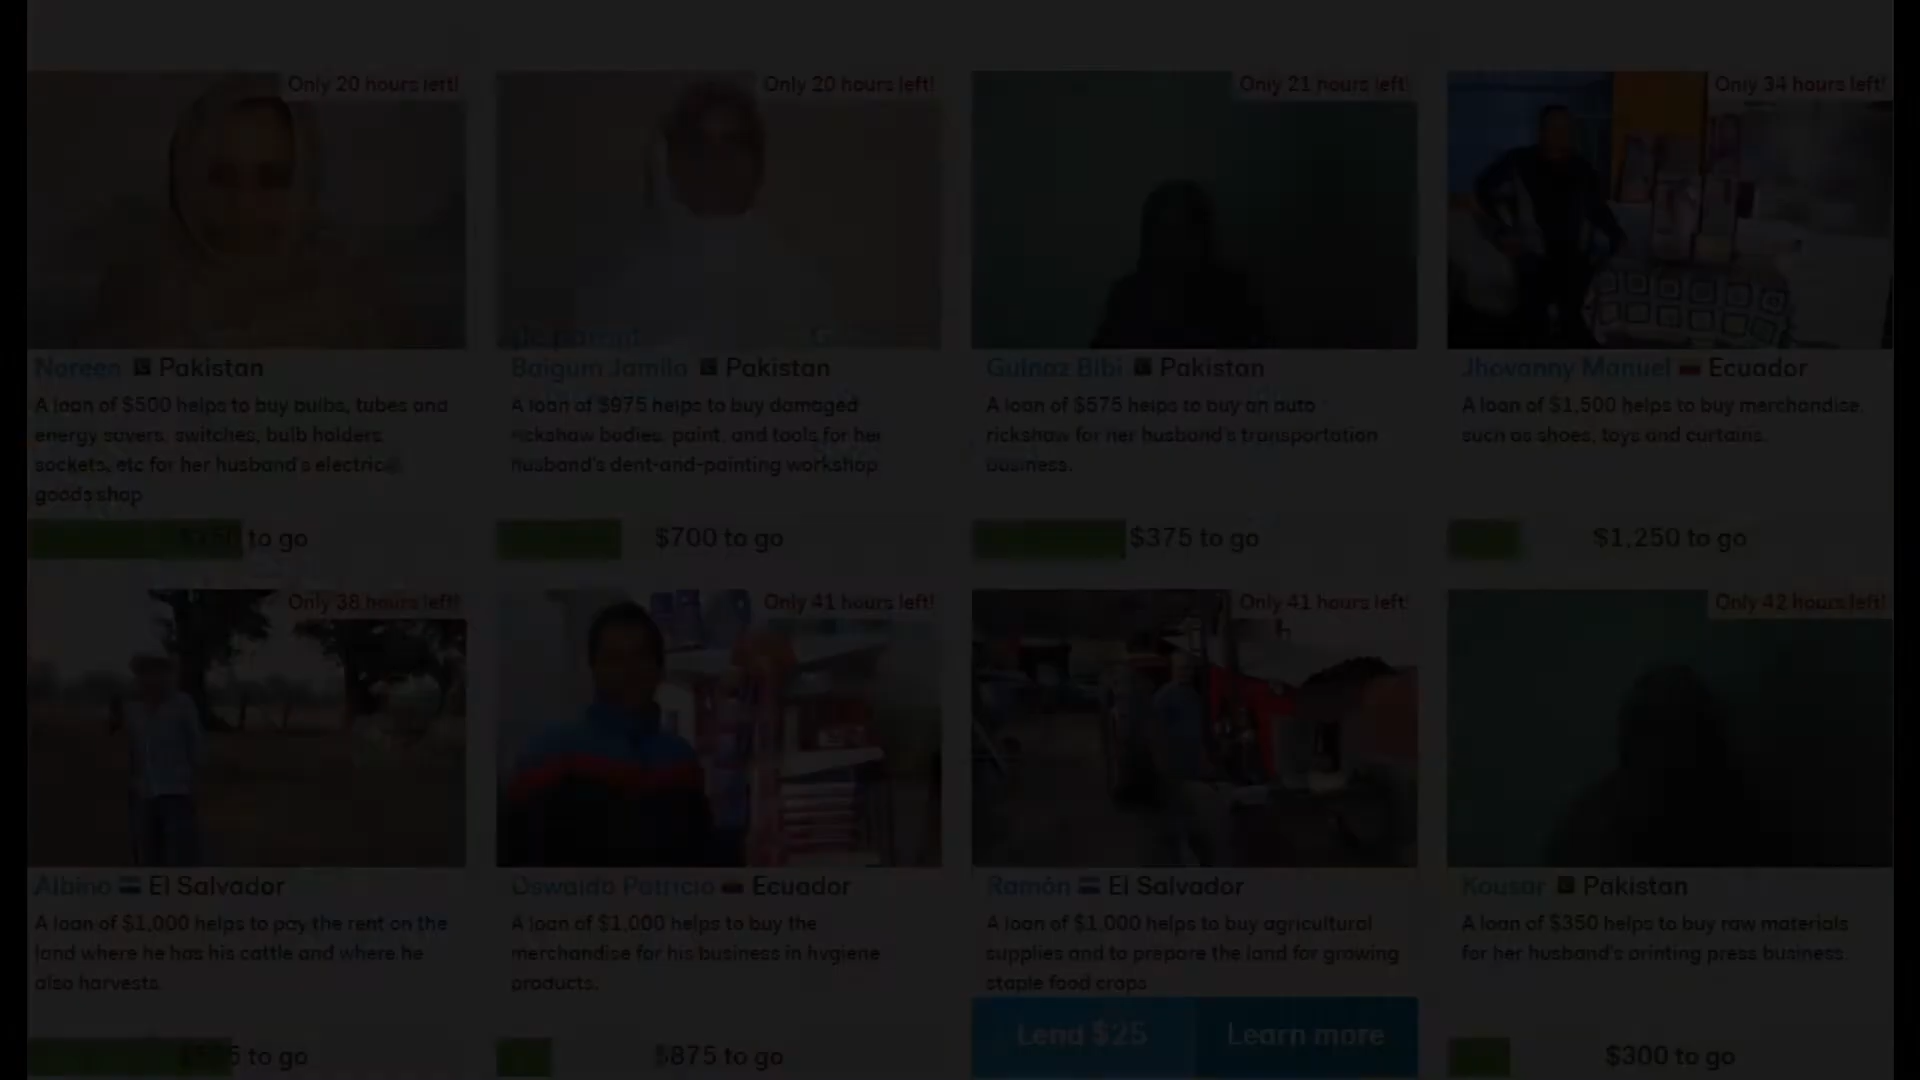 Only 20 hours left!
Only 20 hours left!
Only 21 hours left!
Only 34 hours left!
Noreen Pakistan
Baigum Jamila Pakistan
Gulnaz Bibi Pakistan
Jhovanny Manuel Ecuador
A loan of $500 helps to buy bulbs, tubes and
energy savers, switches, bulb holders,
sockets, etc for her husband's electrical
goods shop
A loan of $975 helps to buy damaged
rickshaw bodies, paint, and tools for her
husband's dent-and-painting workshop
A loan of $575 helps to buy an auto
rickshaw for her husband's transportation
business.
A loan of $1,500 helps to buy merchandise,
such as shoes, toys and curtains.
to go
$700 to go
$375 to go
$1,250 to go
Only 38 hours left!
Only 41 hours left!
Only 41 hours left!
Only 42 hours left!
Albino El Salvador
Oswaldo Patricio Ecuador
Ramón El Salvador
Kousar Pakistan
A loan of $1,000 helps to pay the rent on the
land where he has his cattle and where he
also harvests.
A loan of $1,000 helps to buy the
merchandise for his business in hygiene
products.
A loan of $1,000 helps to buy agricultural
supplies and to prepare the land for growing
staple food crops
A loan of $350 helps to buy raw materials
for her husband's printing press business.
to go
$875 to go
Lend $25
Learn more
$300 to go